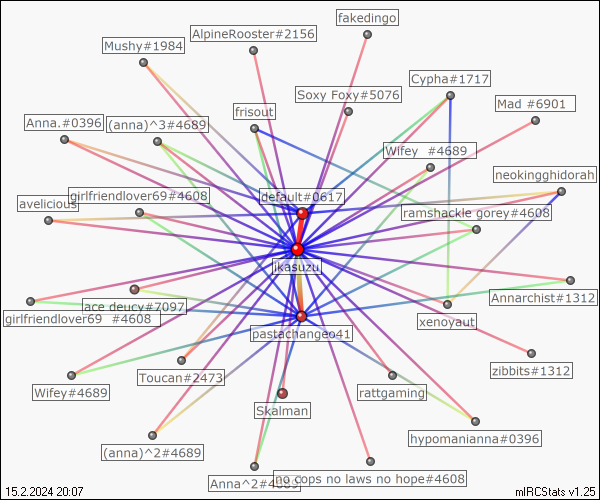 fakedingo
AlpineRooster#2156
Mushy#1984
Cypha#1717
Soxy Foxy#5076
Mad #6901
frisout
Anna.#0396
(anna)^3#4689
Wifey #4689
neokingghidorah
girlfriendlover69#4608
default#0617
avelicious
ramshackle gorey#4608
jikasuzu
Annarchist#1312
ace deucy#7097
girlfriendlover69 #4608
xenoyaut
pastachangeo41
zibbits#1312
Toucan#2473
Wifey#4689
rattgaming
Skalman
hypomanianna#0396
(anna)^2#4689
Anna^2#4689
no cops no laws no hope#4608
15.2.2024 20:07
mIRCStats v1.25